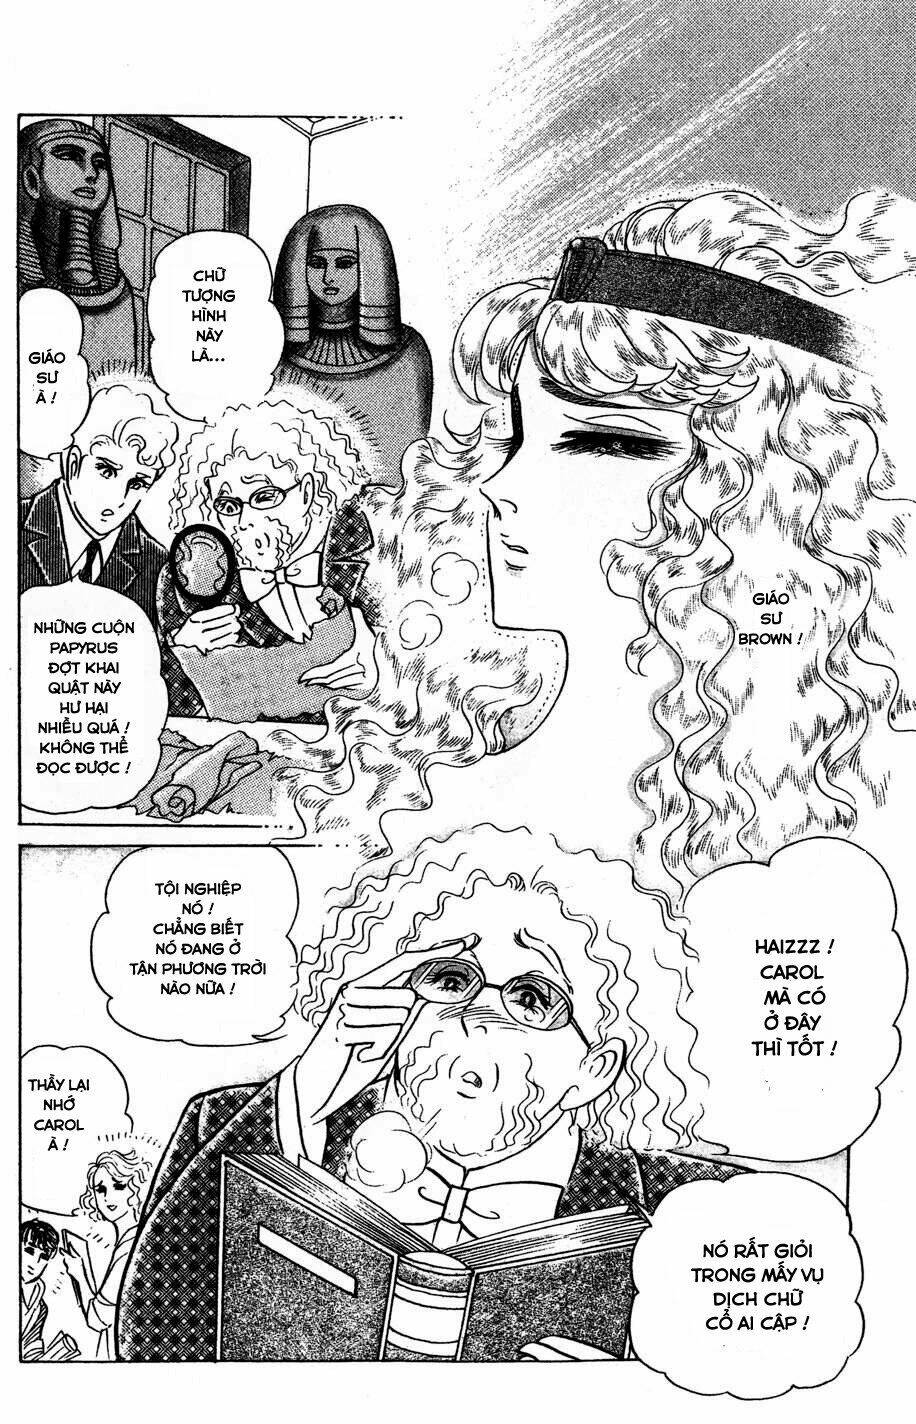 GIÁO
SƯ
BROWN !
CHỮ
TƯỢNG
HÌNH
NÀY
LÀ...
GIÁO
SƯ
À !
NHỮNG CUỘN
PAPYRUS
ĐỢT KHAI
QUẬT NÀY
HƯ HẠI
NHIỀU QUÁ !
KHÔNG THỂ
ĐỌC ĐƯỢC !
HAIZZZ !
CAROL
MÀ CÓ
Ở ĐÂY
THÌ TỐT !
NÓ RẤT GIỎI
TRONG MẤY VỤ
DỊCH CHỮ
CỔ AI CẬP !
TỘI NGHIỆP
NÓ !
CHẲNG BIẾT
NÓ ĐANG Ở
TẬN PHƯƠNG TRỜI
NÀO NỮA !
THẦY LẠI
NHỚ
CAROL
À !